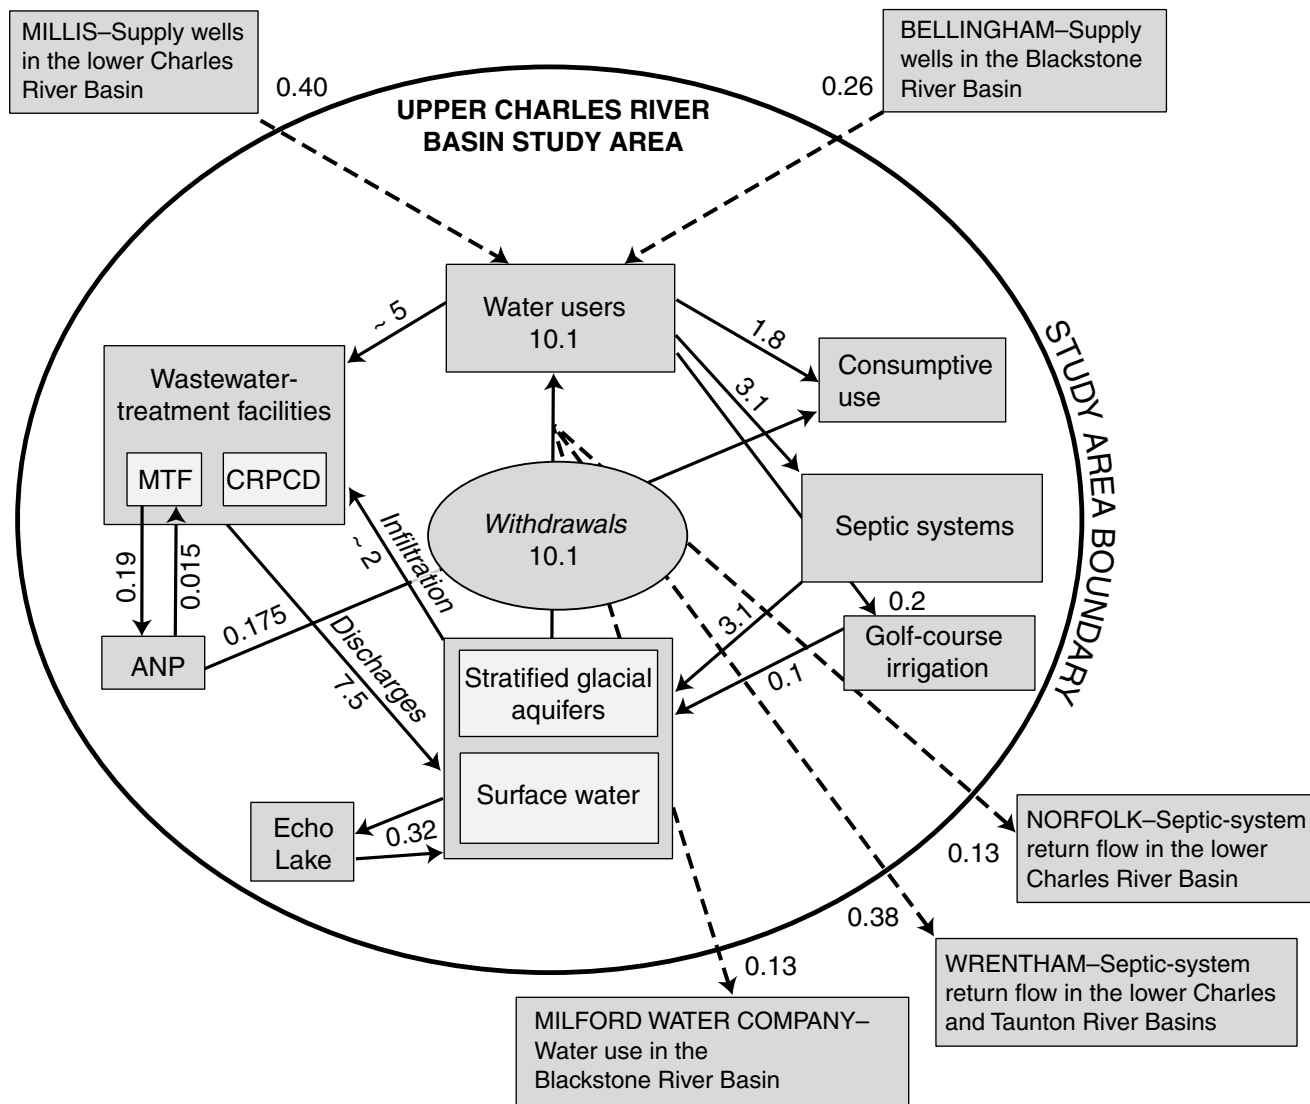 MILLIS–Supply wells
in the lower Charles
River Basin
0.40
BELLINGHAM–Supply
wells in the Blackstone
River Basin
0.26
UPPER CHARLES RIVER
BASIN STUDY AREA
STUDY AREA BOUNDARY
Water users
10.1
~ 5
1.8
3.1
Consumptive
use
Wastewater-
treatment facilities
MTF
CRPCD
Withdrawals
10.1
Septic systems
Infiltration
~ 2
0.19
0.015
0.175
ANP
Discharges
7.5
3.1
0.2
Golf-course
irrigation
0.1
Stratified glacial
aquifers
Surface water
Echo
Lake
0.32
NORFOLK–Septic-system
return flow in the lower
Charles River Basin
0.13
0.38
WRENTHAM–Septic-system
return flow in the lower Charles
and Taunton River Basins
0.13
MILFORD WATER COMPANY–
Water use in the
Blackstone River Basin